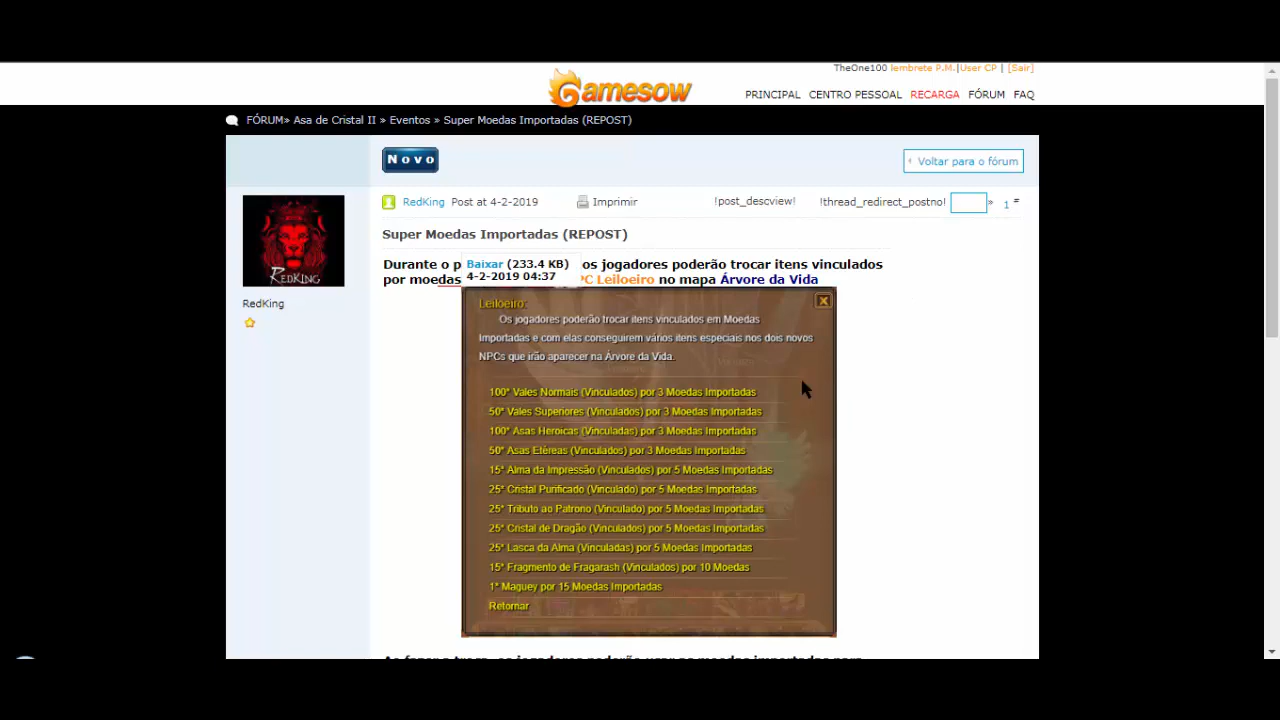 TheOne100 lembrete P.M.|User CP | [Sair]
Gamesow
PRINCIPAL CENTRO PESSOAL RECARGA FÓRUM FAQ
FÓRUM» Asa de Cristal II » Eventos » Super Moedas Importadas (REPOST)
Novo
Voltar para o fórum
RedKing Post at 4-2-2019 Imprimir !post_descview! !thread_redirect_postno! » 1 #
REDKING
RedKing
Super Moedas Importadas (REPOST)
Durante o p os jogadores poderão trocar itens vinculados
Baixar (233.4 KB)
4-2-2019 04:37
por moedas PC Leiloeiro no mapa Árvore da Vida
Leiloeiro:
Os jogadores poderão trocar itens vinculados em Moedas
Importadas e com elas conseguirem vários itens especiais nos dois novos
NPCs que irão aparecer na Árvore da Vida.
100* Vales Normais (Vinculados) por 3 Moedas Importadas
50* Vales Superiores (Vinculados) por 3 Moedas Importadas
100* Asas Heroicas (Vinculadas) por 3 Moedas Importadas
50* Asas Etéreas (Vinculados) por 3 Moedas Importadas
15* Alma da Impressão (Vinculados) por 5 Moedas Importadas
25* Cristal Purificado (Vinculado) por 5 Moedas Importadas
25* Tributo ao Patrono (Vinculado) por 5 Moedas Importadas
25* Cristal de Dragão (Vinculados) por 5 Moedas Importadas
25* Lasca da Alma (Vinculadas) por 5 Moedas Importadas
15* Fragmento de Fragarash (Vinculados) por 10 Moedas
1* Maguey por 15 Moedas Importadas
Retornar